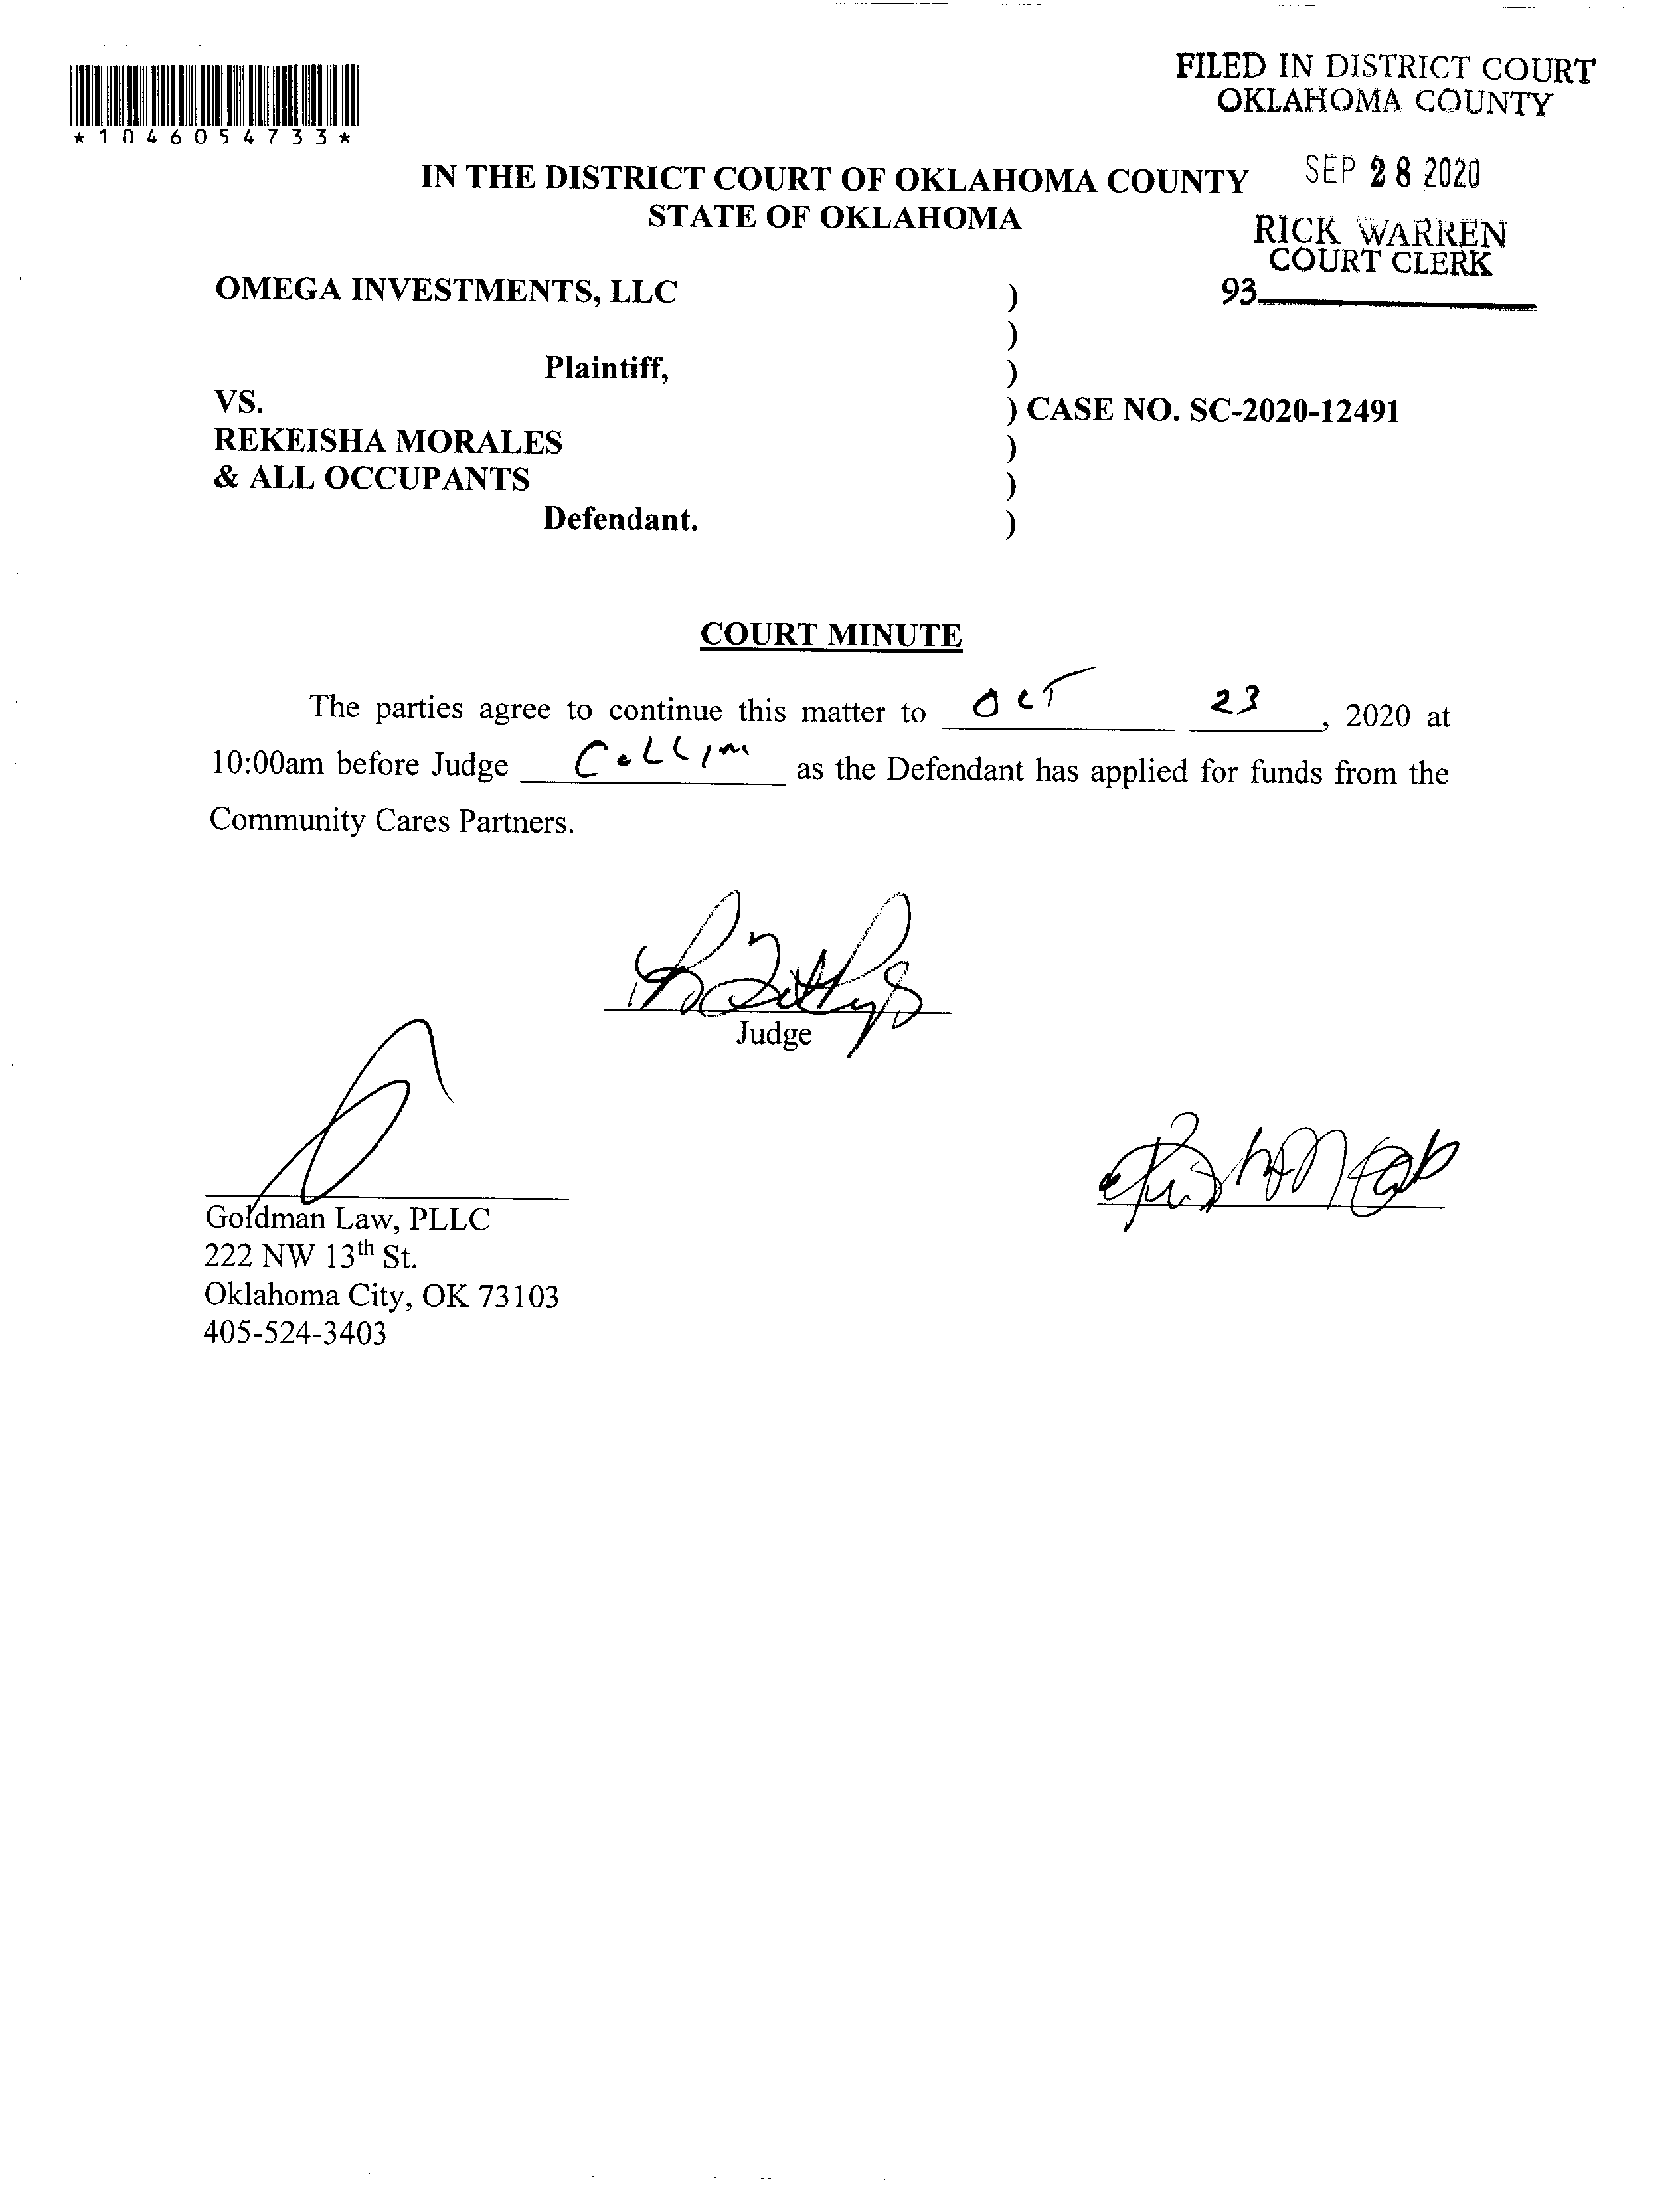 *1046054733*
FILED IN DISTRICT COURT
OKLAHOMA COUNTY
SEP 28 2020
RICK WARREN
COURT CLERK
93
IN THE DISTRICT COURT OF OKLAHOMA COUNTY
STATE OF OKLAHOMA
OMEGA INVESTMENTS, LLC )
)
Plaintiff, )
VS. ) CASE NO. SC-2020-12491
REKEISHA MORALES )
& ALL OCCUPANTS )
Defendant. )
COURT MINUTE
The parties agree to continue this matter to OCT 23, 2020 at
10:00am before Judge as the Defendant has applied for funds from the
Community Cares Partners.
Judge
Goldman Law, PLLC
222 NW 13th St.
Oklahoma City, OK 73103
405-524-3403